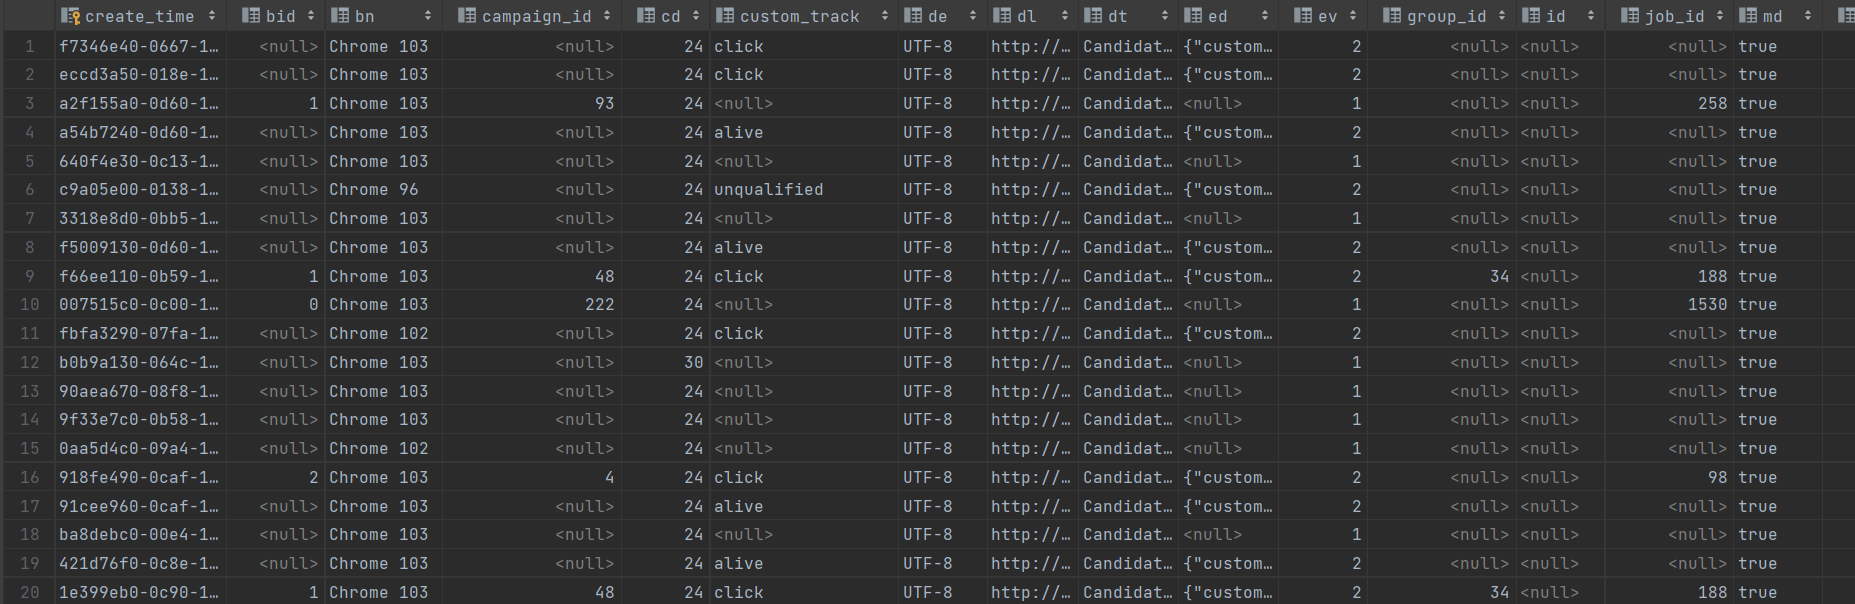 create_time bid bn campaign_id cd custom_track de dl dt ed ev group_id id job_id md
1 f7346e40-0667-1… <null> Chrome 103 <null> 24 click UTF-8 http://… Candidat… {"custom… 2 <null> <null> <null> true
2 eccd3a50-018e-1… <null> Chrome 103 <null> 24 click UTF-8 http://… Candidat… {"custom… 2 <null> <null> <null> true
3 a2f155a0-0d60-1… 1 Chrome 103 93 24 <null> UTF-8 http://… Candidat… <null> 1 <null> <null> 258 true
4 a54b7240-0d60-1… <null> Chrome 103 <null> 24 alive UTF-8 http://… Candidat… {"custom… 2 <null> <null> <null> true
5 640f4e30-0c13-1… <null> Chrome 103 <null> 24 <null> UTF-8 http://… Candidat… <null> 1 <null> <null> <null> true
6 c9a05e00-0138-1… <null> Chrome 96 <null> 24 unqualified UTF-8 http://… Candidat… {"custom… 2 <null> <null> <null> true
7 3318e8d0-0bb5-1… <null> Chrome 103 <null> 24 <null> UTF-8 http://… Candidat… <null> 1 <null> <null> <null> true
8 f5009130-0d60-1… <null> Chrome 103 <null> 24 alive UTF-8 http://… Candidat… {"custom… 2 <null> <null> <null> true
9 f66ee110-0b59-1… 1 Chrome 103 48 24 click UTF-8 http://… Candidat… {"custom… 2 34 <null> 188 true
10 007515c0-0c00-1… 0 Chrome 103 222 24 <null> UTF-8 http://… Candidat… <null> 1 <null> <null> 1530 true
11 fbfa3290-07fa-1… <null> Chrome 102 <null> 24 click UTF-8 http://… Candidat… {"custom… 2 <null> <null> <null> true
12 b0b9a130-064c-1… <null> Chrome 103 <null> 30 <null> UTF-8 http://… Candidat… <null> 1 <null> <null> <null> true
13 90aea670-08f8-1… <null> Chrome 103 <null> 24 <null> UTF-8 http://… Candidat… <null> 1 <null> <null> <null> true
14 9f33e7c0-0b58-1… <null> Chrome 103 <null> 24 <null> UTF-8 http://… Candidat… <null> 1 <null> <null> <null> true
15 0aa5d4c0-09a4-1… <null> Chrome 102 <null> 24 <null> UTF-8 http://… Candidat… <null> 1 <null> <null> <null> true
16 918fe490-0caf-1… 2 Chrome 103 4 24 click UTF-8 http://… Candidat… {"custom… 2 <null> <null> 98 true
17 91cee960-0caf-1… <null> Chrome 103 <null> 24 alive UTF-8 http://… Candidat… {"custom… 2 <null> <null> <null> true
18 ba8debc0-00e4-1… <null> Chrome 103 <null> 24 <null> UTF-8 http://… Candidat… <null> 1 <null> <null> <null> true
19 421d76f0-0c8e-1… <null> Chrome 103 <null> 24 alive UTF-8 http://… Candidat… {"custom… 2 <null> <null> <null> true
20 1e399eb0-0c90-1… 1 Chrome 103 48 24 click UTF-8 http://… Candidat… {"custom… 2 34 <null> 188 true